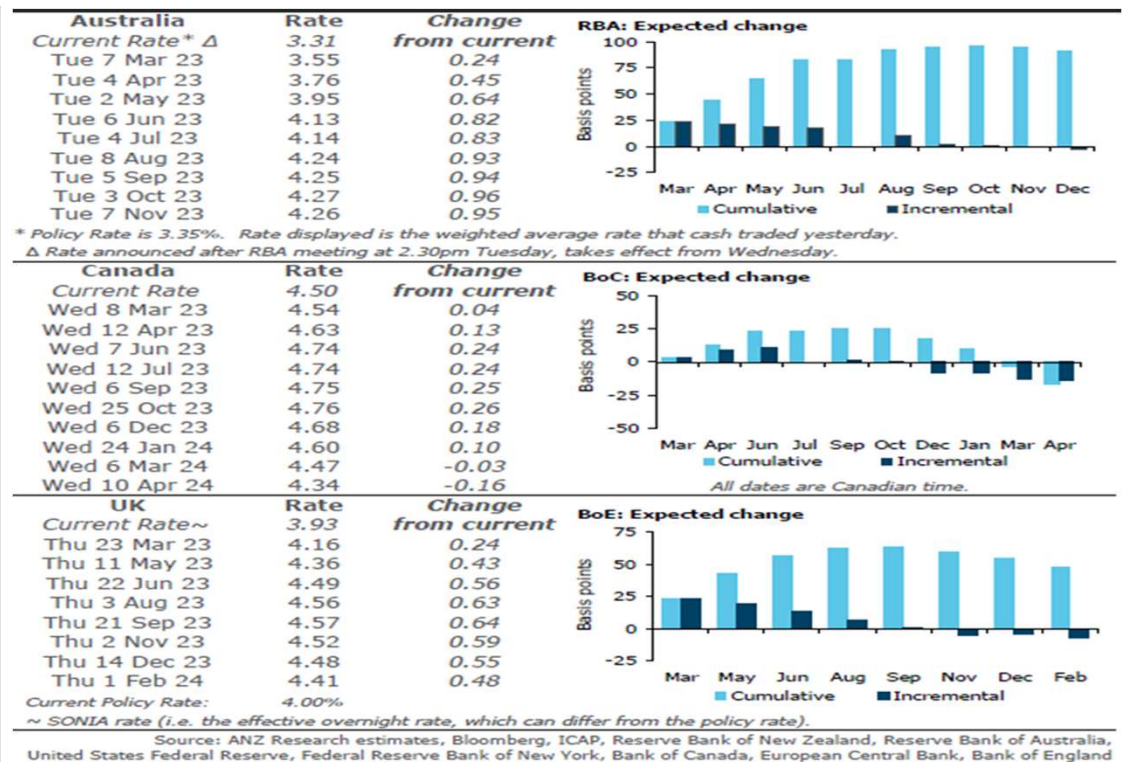 Australia Rate Change
Current Rate* Δ 3.31 from current
Tue 7 Mar 23 3.55 0.24
Tue 4 Apr 23 3.76 0.45
Tue 2 May 23 3.95 0.64
Tue 6 Jun 23 4.13 0.82
Tue 4 Jul 23 4.14 0.83
Tue 8 Aug 23 4.24 0.93
Tue 5 Sep 23 4.25 0.94
Tue 3 Oct 23 4.27 0.96
Tue 7 Nov 23 4.26 0.95
RBA: Expected change
Basis points
100
75
50
25
0
-25
Mar Apr May Jun Jul Aug Sep Oct Nov Dec
Cumulative Incremental
* Policy Rate is 3.35%. Rate displayed is the weighted average rate that cash traded yesterday.
Δ Rate announced after RBA meeting at 2.30pm Tuesday, takes effect from Wednesday.
Canada Rate Change
Current Rate 4.50 from current
Wed 8 Mar 23 4.54 0.04
Wed 12 Apr 23 4.63 0.13
Wed 7 Jun 23 4.74 0.24
Wed 12 Jul 23 4.74 0.24
Wed 6 Sep 23 4.75 0.25
Wed 25 Oct 23 4.76 0.26
Wed 6 Dec 23 4.68 0.18
Wed 24 Jan 24 4.60 0.10
Wed 6 Mar 24 4.47 -0.03
Wed 10 Apr 24 4.34 -0.16
BoC: Expected change
Basis points
50
25
0
-25
-50
Mar Apr Jun Jul Sep Oct Dec Jan Mar Apr
Cumulative Incremental
All dates are Canadian time.
UK Rate Change
Current Rate~ 3.93 from current
Thu 23 Mar 23 4.16 0.24
Thu 11 May 23 4.36 0.43
Thu 22 Jun 23 4.49 0.56
Thu 3 Aug 23 4.56 0.63
Thu 21 Sep 23 4.57 0.64
Thu 2 Nov 23 4.52 0.59
Thu 14 Dec 23 4.48 0.55
Thu 1 Feb 24 4.41 0.48
Current Policy Rate: 4.00%
BoE: Expected change
Basis points
75
50
25
0
-25
Mar May Jun Aug Sep Nov Dec Feb
Cumulative Incremental
~ SONIA rate (i.e. the effective overnight rate, which can differ from the policy rate).
Source: ANZ Research estimates, Bloomberg, ICAP, Reserve Bank of New Zealand, Reserve Bank of Australia,
United States Federal Reserve, Federal Reserve Bank of New York, Bank of Canada, European Central Bank, Bank of England